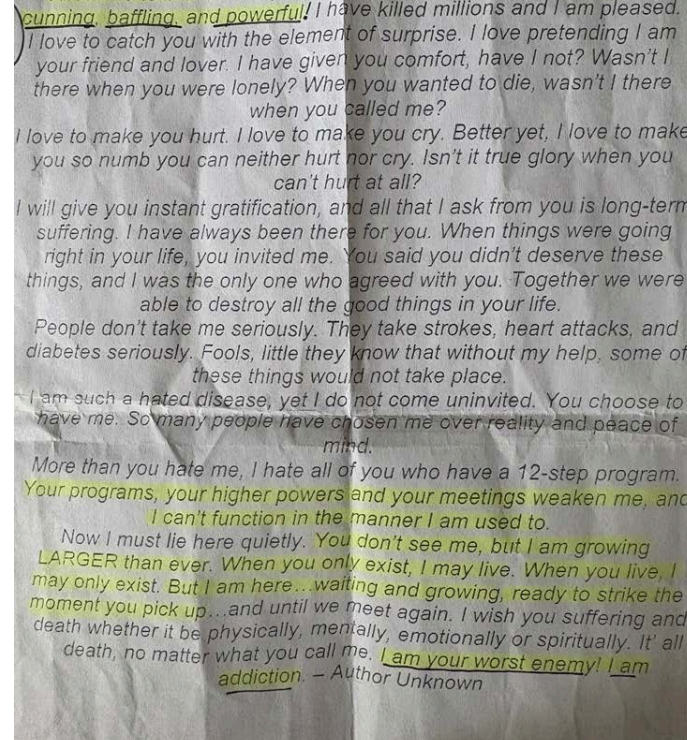 cunning, baffling, and powerful! I have killed millions and I am pleased.
I love to catch you with the element of surprise. I love pretending I am
your friend and lover. I have given you comfort, have I not? Wasn't I
there when you were lonely? When you wanted to die, wasn't I there
when you called me?
I love to make you hurt. I love to make you cry. Better yet, I love to make
you so numb you can neither hurt nor cry. Isn't it true glory when you
can't hurt at all?
I will give you instant gratification, and all that I ask from you is long-term
suffering. I have always been there for you. When things were going
right in your life, you invited me. You said you didn't deserve these
things, and I was the only one who agreed with you. Together we were
able to destroy all the good things in your life.
People don't take me seriously. They take strokes, heart attacks, and
diabetes seriously. Fools, little they know that without my help, some of
these things would not take place.
I am such a hated disease, yet I do not come uninvited. You choose to
have me. So many people have chosen me over reality and peace of
mind.
More than you hate me, I hate all of you who have a 12-step program.
Your programs, your higher powers and your meetings weaken me, and
I can't function in the manner I am used to.
Now I must lie here quietly. You don't see me, but I am growing
LARGER than ever. When you only exist, I may live. When you live, I
may only exist. But I am here...waiting and growing, ready to strike the
moment you pick up...and until we meet again. I wish you suffering and
death whether it be physically, mentally, emotionally or spiritually. It' all
death, no matter what you call me. I am your worst enemy! I am
addiction. – Author Unknown